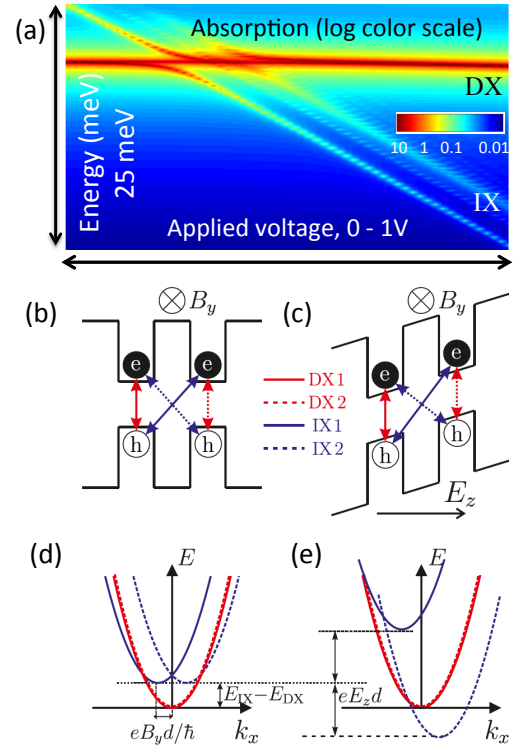 (a)
Absorption (log color scale)
DX
Energy (meV)
25 meV
10 1 0.1 0.01
IX
Applied voltage, 0 - 1V
(b)
⊗ B_y
(c)
⊗ B_y
e e
h h
DX1
DX2
IX1
IX2
e e
h h
E_z
(d)
E
(e)
E
E_IX−E_DX
eE_zd
eB_yd/ℏ
k_x
k_x